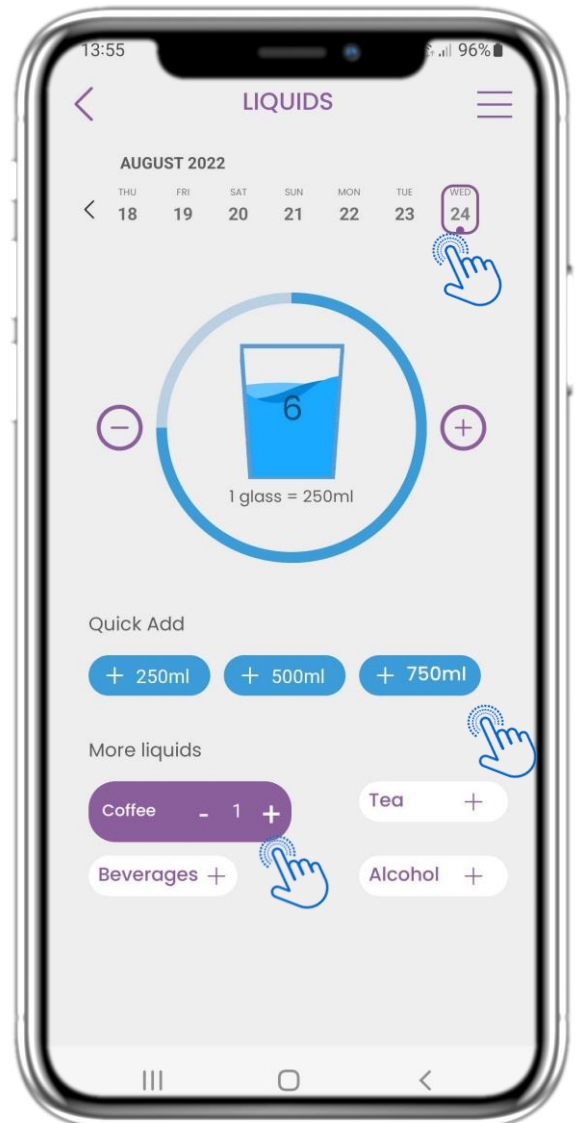 13:55 96%
LIQUIDS
AUGUST 2022
THU FRI SAT SUN MON TUE WED
18 19 20 21 22 23 24
6
1 glass = 250ml
Quick Add
+ 250ml + 500ml + 750ml
More liquids
Coffee - 1 + Tea +
Beverages + Alcohol +